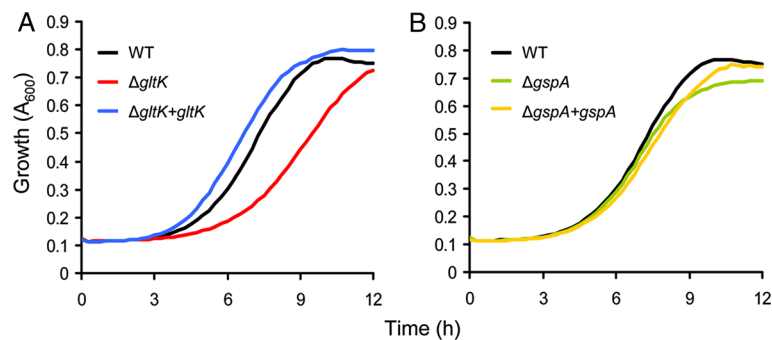 A
B
0.9
0.8
0.7
0.6
0.5
0.4
0.3
0.2
0.1
0
Growth (A600)
WT
ΔgltK
ΔgltK+gltK
0 3 6 9 12
0.9
0.8
0.7
0.6
0.5
0.4
0.3
0.2
0.1
0
WT
ΔgspA
ΔgspA+gspA
0 3 6 9 12
Time (h)